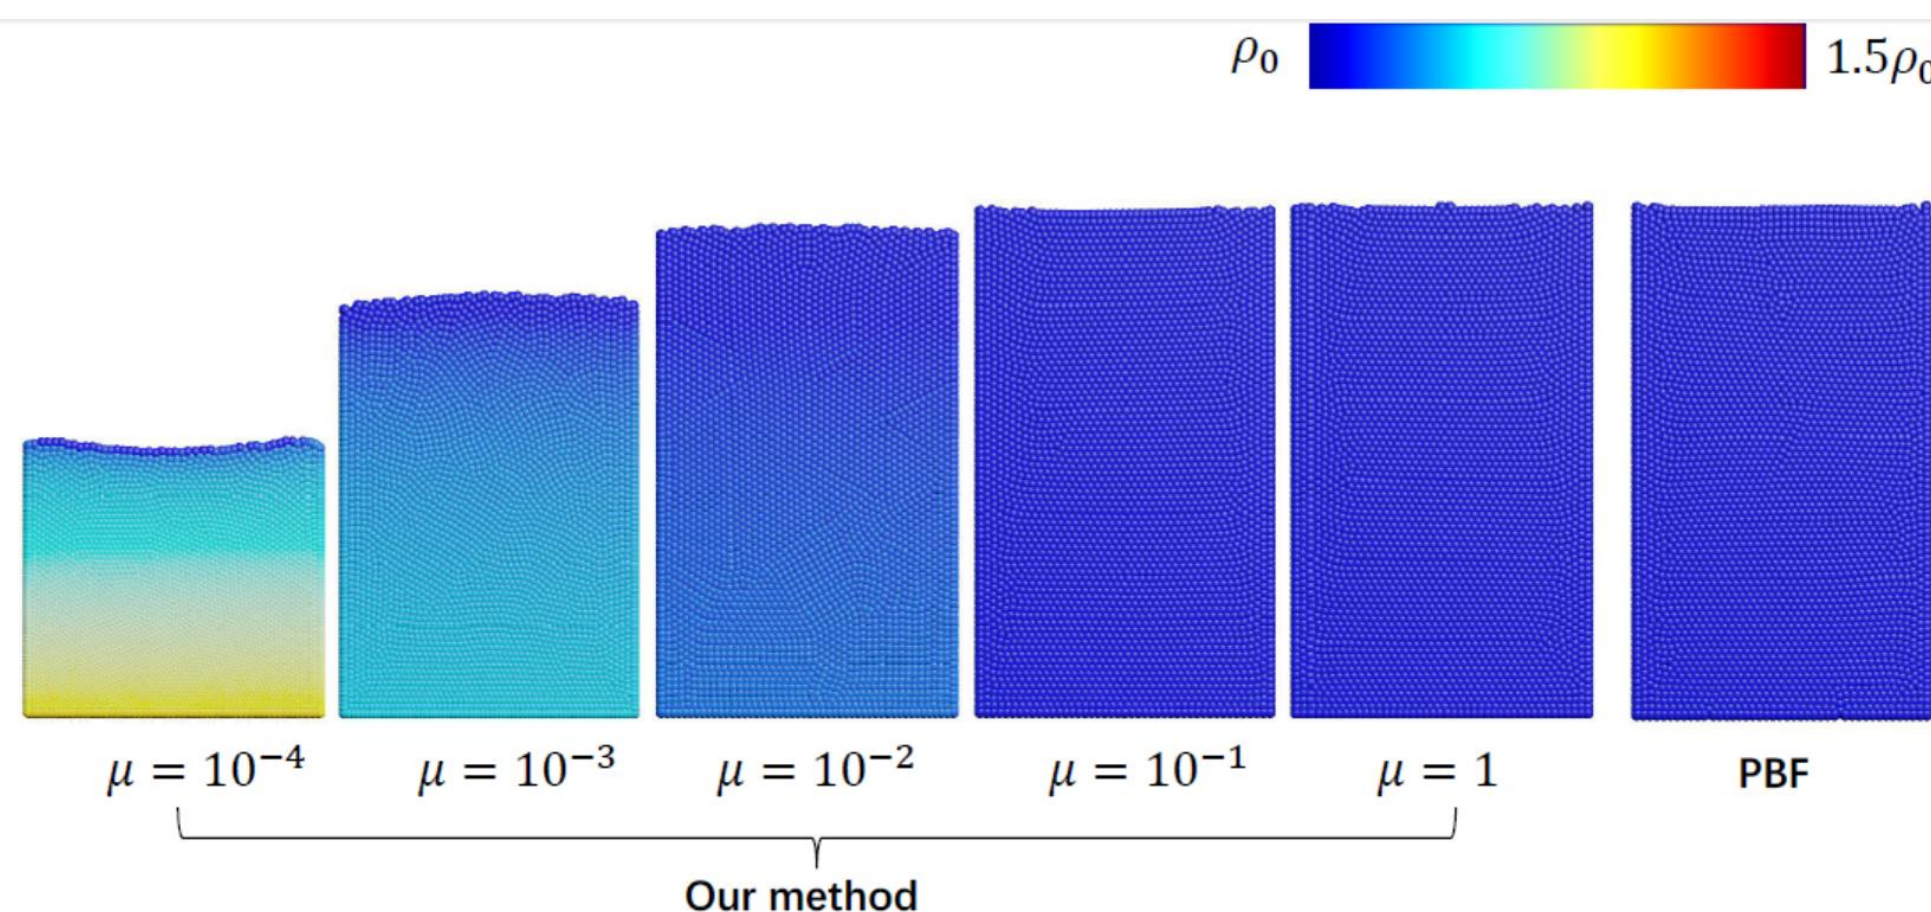 ρ₀ 1.5ρ₀
μ = 10⁻⁴ μ = 10⁻³ μ = 10⁻² μ = 10⁻¹ μ = 1 PBF
Our method